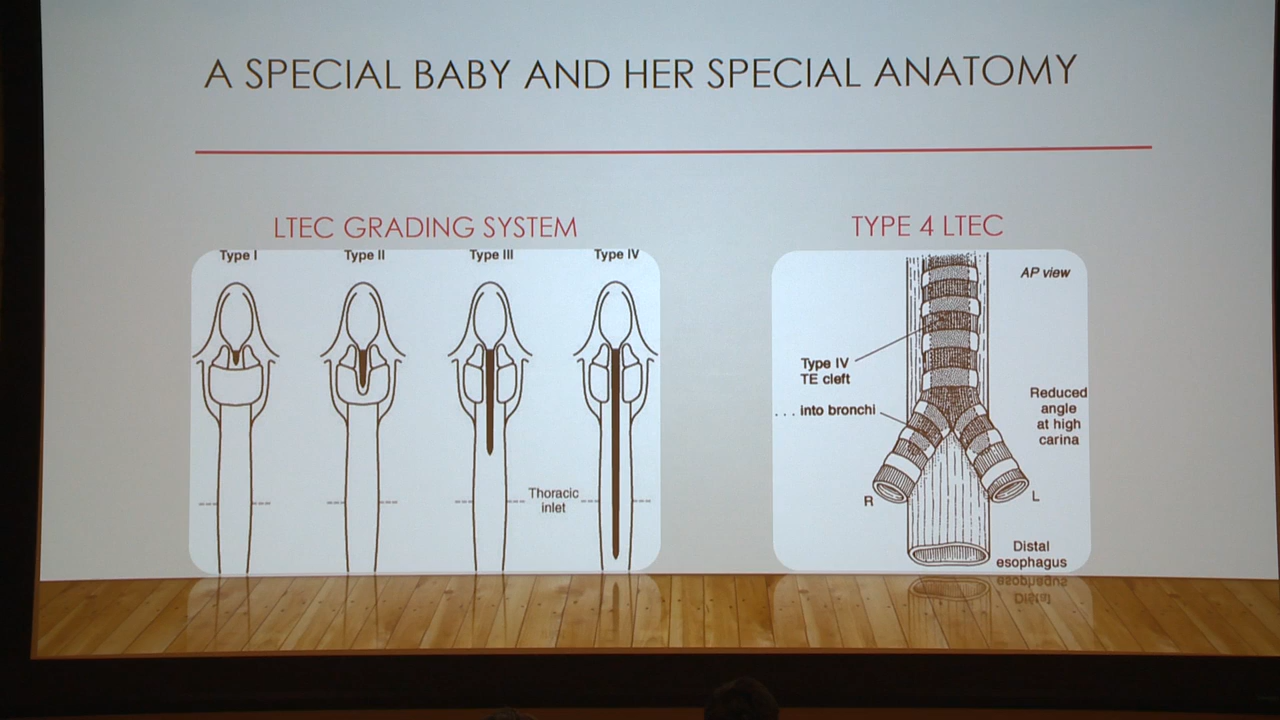 A SPECIAL BABY AND HER SPECIAL ANATOMY
LTEC GRADING SYSTEM
Type I
Type II
Type III
Type IV
Thoracic
inlet
TYPE 4 LTEC
AP view
Type IV
TE cleft
. . . into bronchi
Reduced
angle
at high
carina
R
L
Distal
esophagus